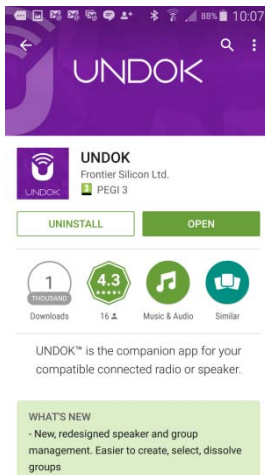 88% 10:07
UNDOK
UNDOK
UNDOK
Frontier Silicon Ltd.
3 PEGI 3
UNINSTALL
OPEN
1
THOUSAND
Downloads
4.3
16
Music & Audio
Similar
UNDOK™ is the companion app for your
compatible connected radio or speaker.
WHAT'S NEW
- New, redesigned speaker and group
management. Easier to create, select, dissolve
groups